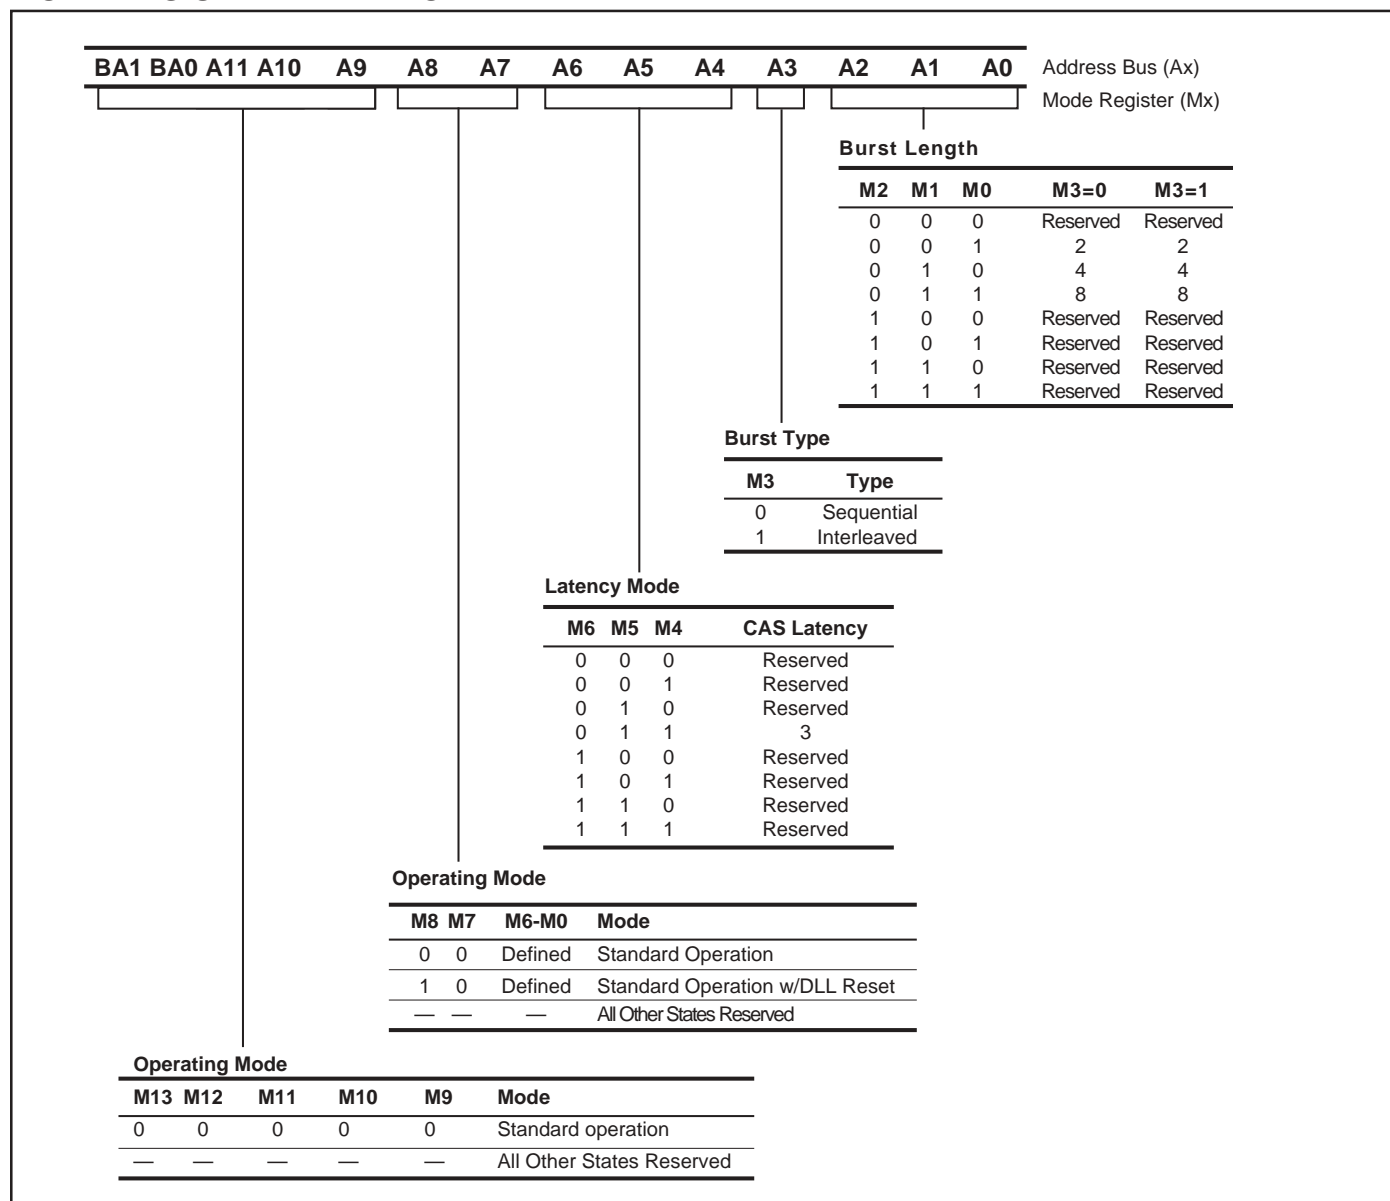 BA1 BA0 A11 A10 A9 A8 A7 A6 A5 A4 A3 A2 A1 A0 Address Bus (Ax)
Mode Register (Mx)
Burst Length
M2 M1 M0 M3=0 M3=1
0 0 0 Reserved Reserved
0 0 1 2 2
0 1 0 4 4
0 1 1 8 8
1 0 0 Reserved Reserved
1 0 1 Reserved Reserved
1 1 0 Reserved Reserved
1 1 1 Reserved Reserved
Burst Type
M3 Type
0 Sequential
1 Interleaved
Latency Mode
M6 M5 M4 CAS Latency
0 0 0 Reserved
0 0 1 Reserved
0 1 0 Reserved
0 1 1 3
1 0 0 Reserved
1 0 1 Reserved
1 1 0 Reserved
1 1 1 Reserved
Operating Mode
M8 M7 M6-M0 Mode
0 0 Defined Standard Operation
1 0 Defined Standard Operation w/DLL Reset
— — — All Other States Reserved
Operating Mode
M13 M12 M11 M10 M9 Mode
0 0 0 0 0 Standard operation
— — — — — All Other States Reserved